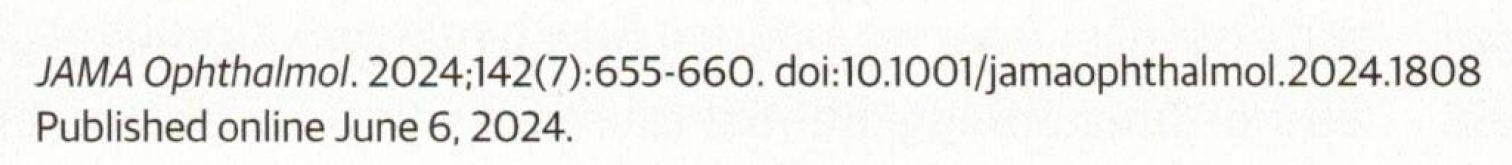 JAMA Ophthalmol. 2024;142(7):655-660. doi:10.1001/jamaophthalmol.2024.1808
Published online June 6, 2024.